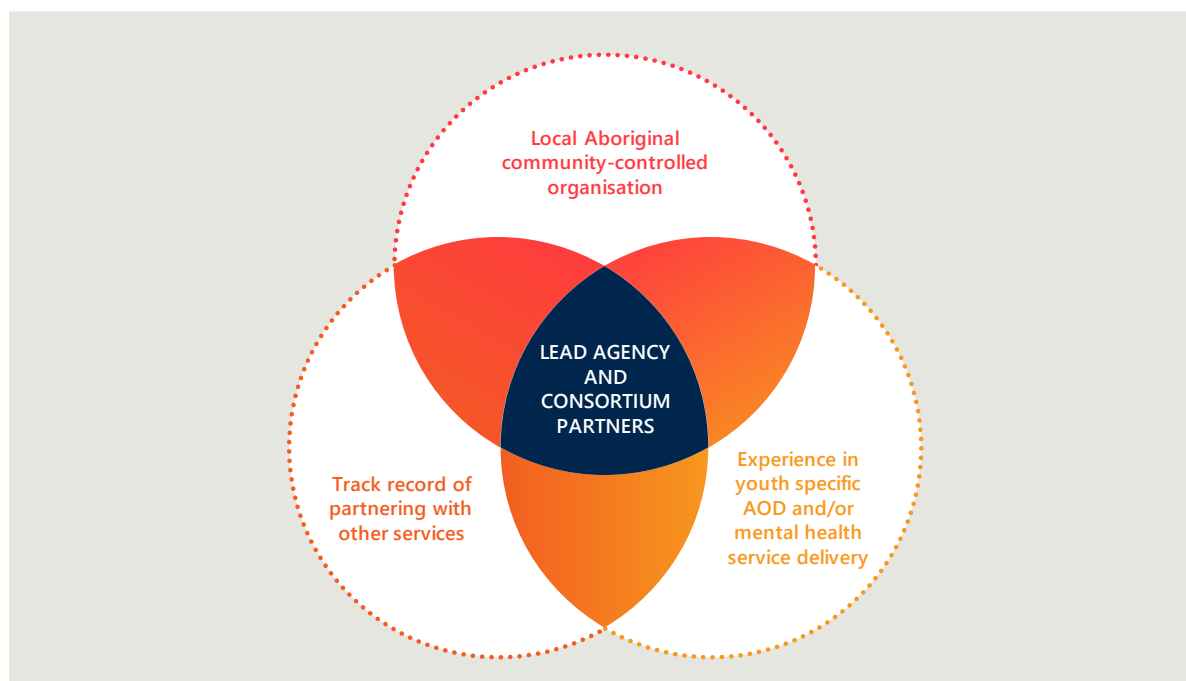 Local Aboriginal
community-controlled
organisation
LEAD AGENCY
AND
CONSORTIUM
PARTNERS
Track record of
partnering with
other services
Experience in
youth specific
AOD and/or
mental health
service delivery